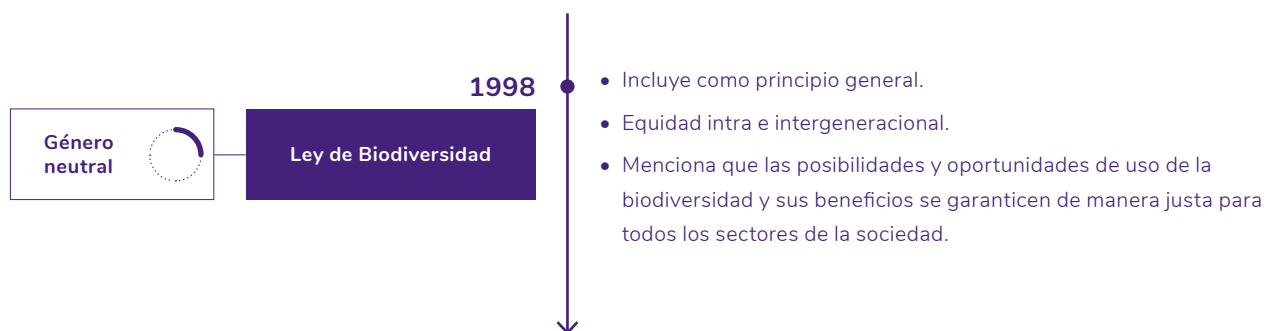 1998
Género
neutral
Ley de Biodiversidad
• Incluye como principio general.
• Equidad intra e intergeneracional.
• Menciona que las posibilidades y oportunidades de uso de la
biodiversidad y sus beneficios se garanticen de manera justa para
todos los sectores de la sociedad.